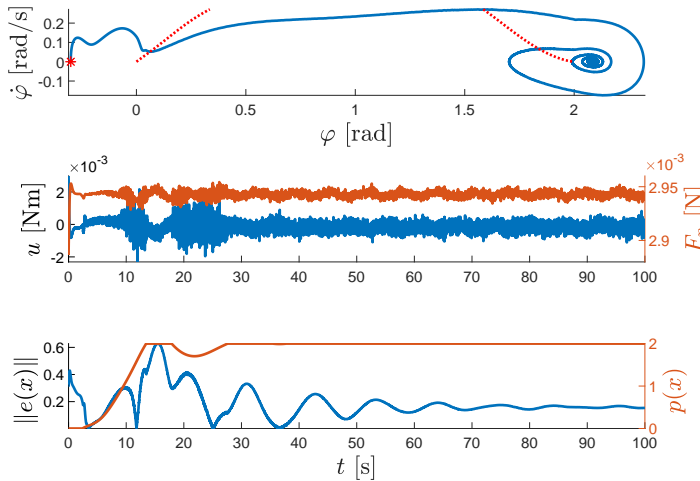 0.2
0.1
0
-0.1
φ̇ [rad/s]
0 0.5 1 1.5 2
φ [rad]
×10⁻³ ×10⁻³
2
0
-2
u [Nm]
2.95
2.9
[N]
0 10 20 30 40 50 60 70 80 90 100
0.6
0.4
0.2
||e(x)||
2
1
0
p(x)
0 10 20 30 40 50 60 70 80 90 100
t [s]